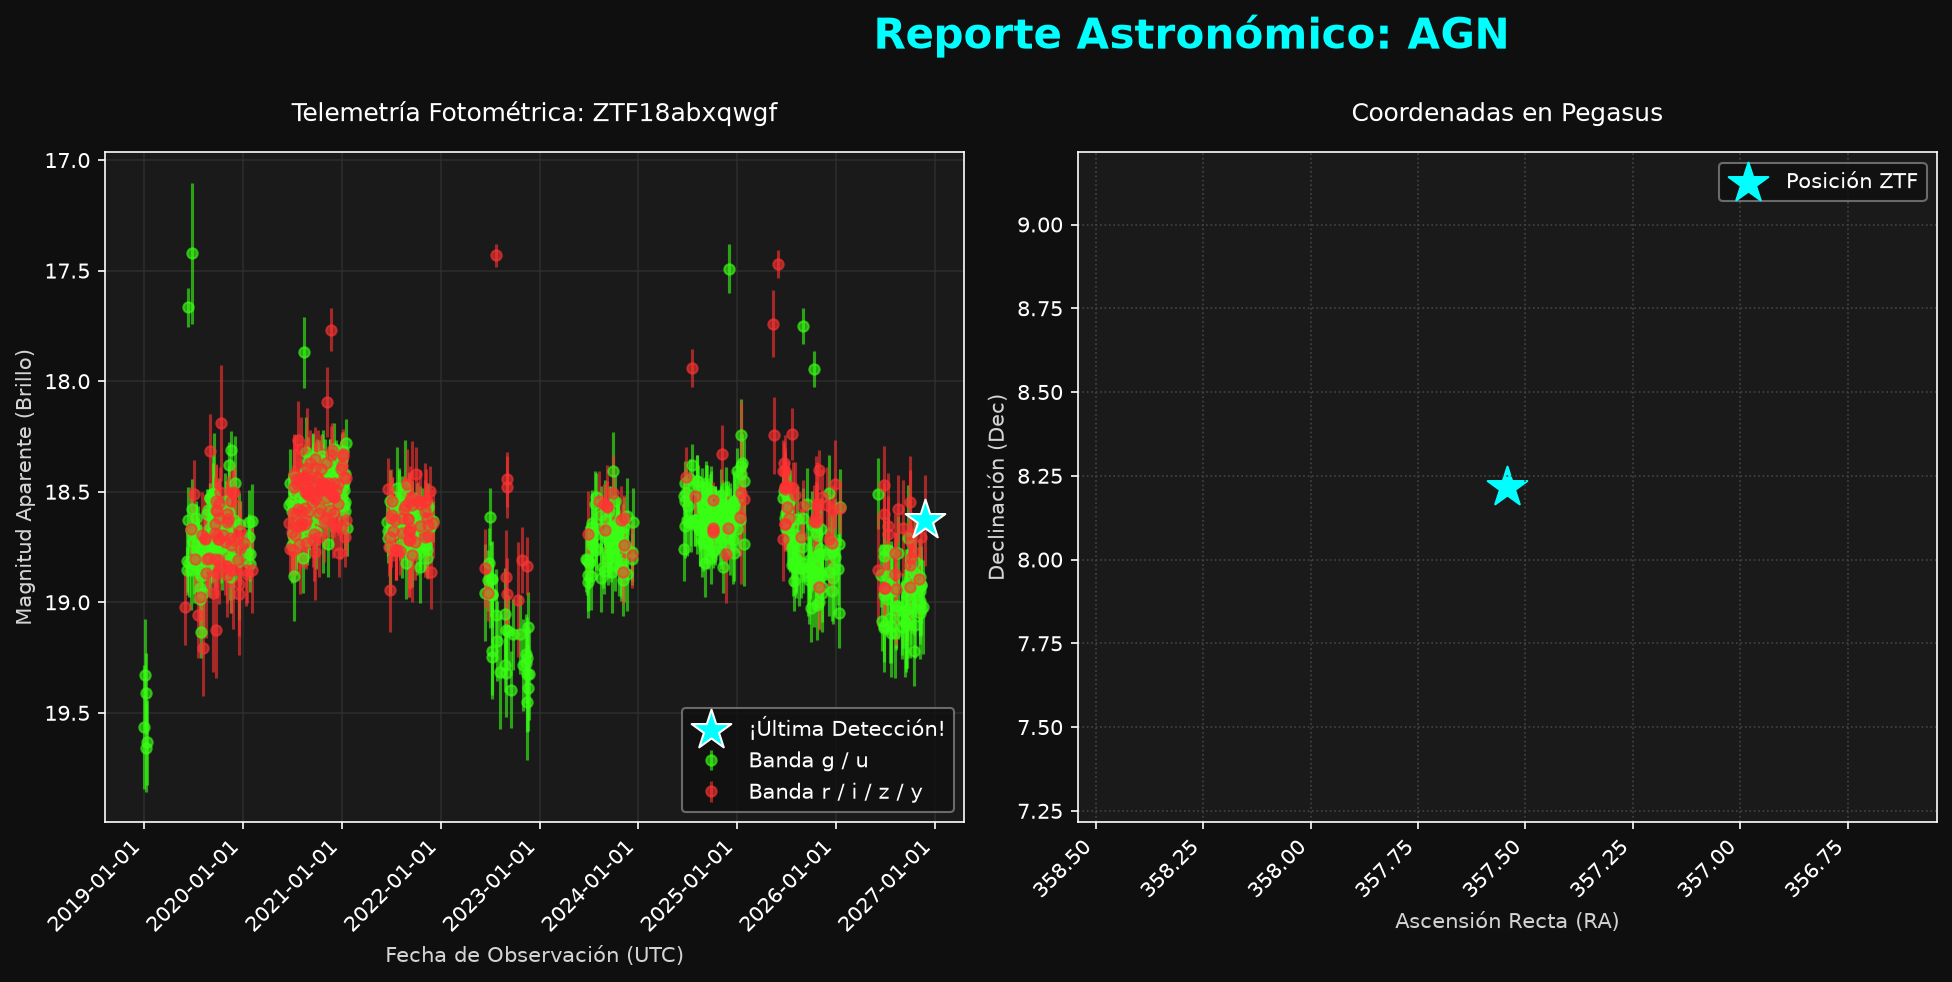 Reporte Astronómico: AGN
Telemetría Fotométrica: ZTF18abxqwgf
Magnitud Aparente (Brillo)
17.0
17.5
18.0
18.5
19.0
19.5
¡Última Detección!
Banda g / u
Banda r / i / z / y
2019-01-01
2020-01-01
2021-01-01
2022-01-01
2023-01-01
2024-01-01
2025-01-01
2026-01-01
2027-01-01
Fecha de Observación (UTC)
Coordenadas en Pegasus
Posición ZTF
Declinación (Dec)
9.00
8.75
8.50
8.25
8.00
7.75
7.50
7.25
358.50
358.25
358.00
357.75
357.50
357.25
357.00
356.75
Ascensión Recta (RA)